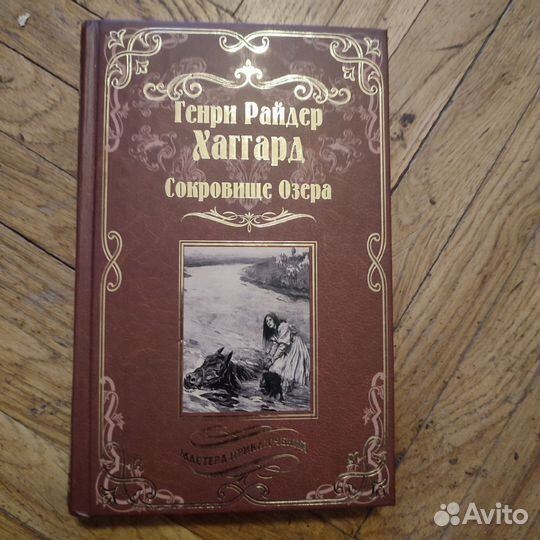 Генри Райдер
Хаггард
Сокровище Озера
МАСТЕРА ПРИКЛЮЧЕНИЙ
Avito